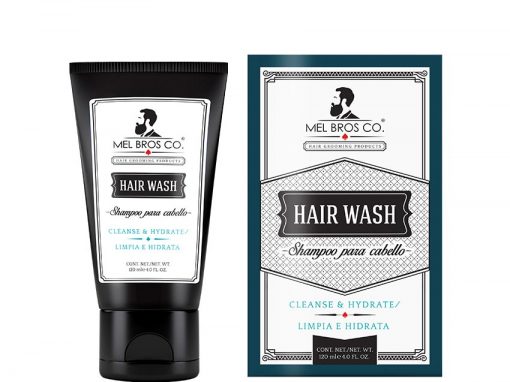 MEL BROS CO.
HAIR GROOMING PRODUCTS
HAIR WASH
Shampoo para cabello
CLEANSE & HYDRATE/
LIMPIA E HIDRATA
CONT. NET./NET. WT.
120 ml e 4.0 FL. OZ.
MEL BROS CO.
HAIR GROOMING PRODUCTS
HAIR WASH
Shampoo para cabello
CLEANSE & HYDRATE/
LIMPIA E HIDRATA
CONT. NET./NET. WT.
120 ml e 4.0 FL. OZ.